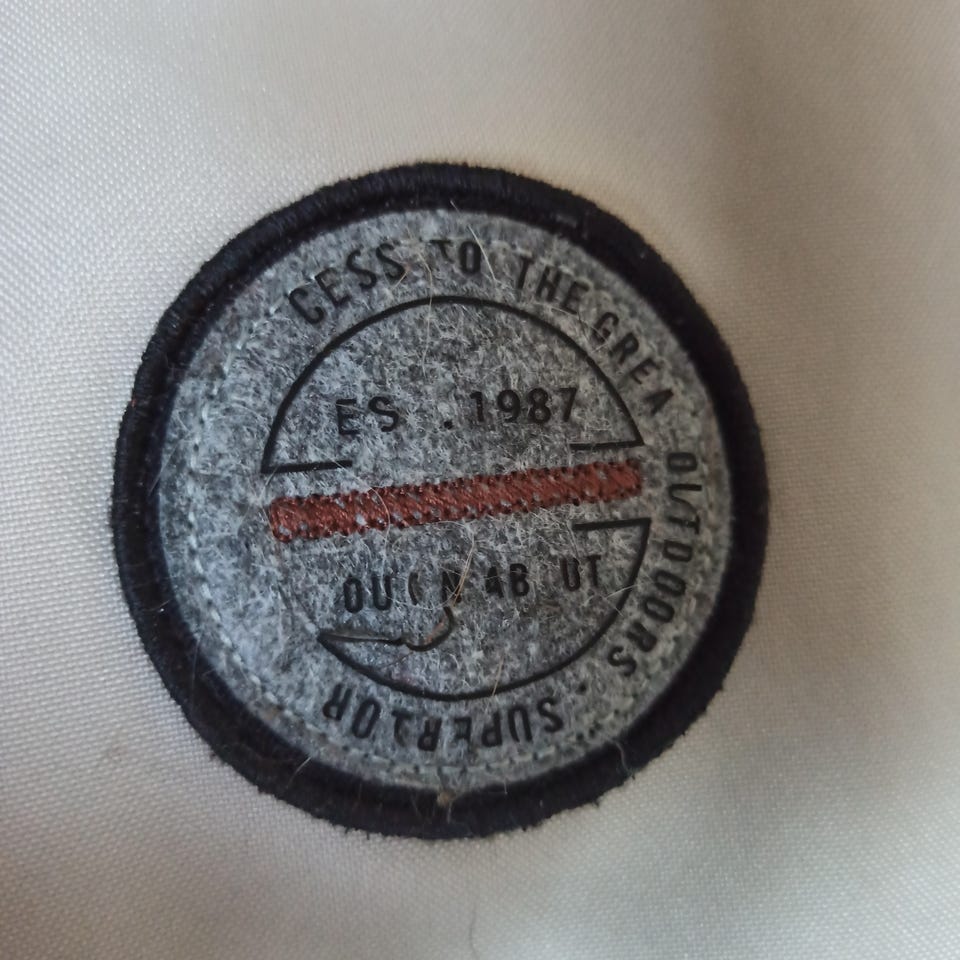 CESS TO THE GREA OUTDOORS - SUPERIOR
ES . 1987